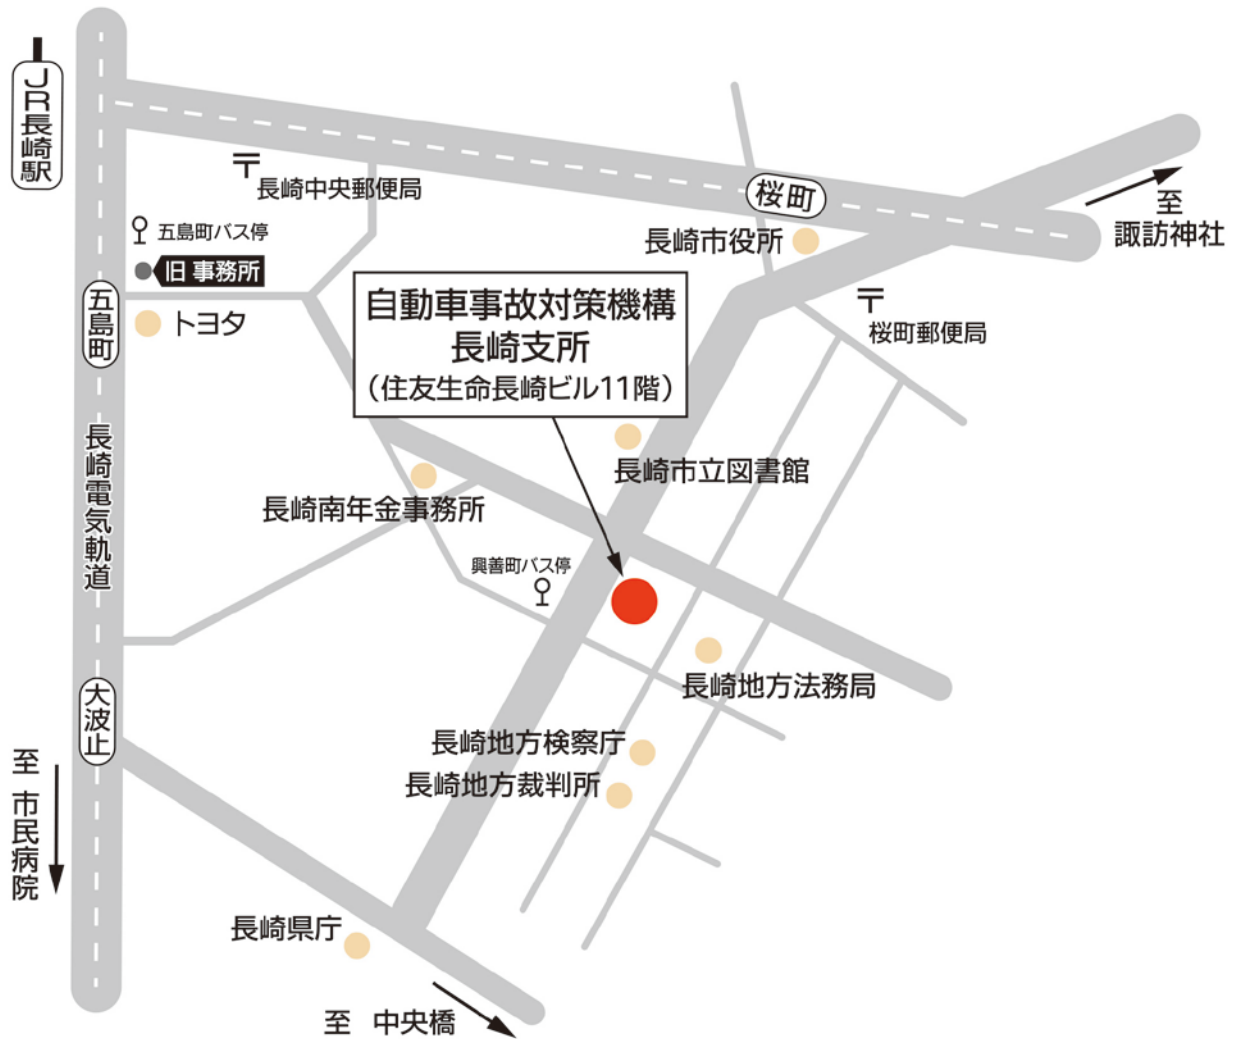 JR長崎駅
〒
長崎中央郵便局
桜町
至
諏訪神社
長崎市役所
五島町バス停
旧 事務所
五島町
トヨタ
自動車事故対策機構
長崎支所
（住友生命長崎ビル11階）
〒
桜町郵便局
長崎電気軌道
長崎市立図書館
長崎南年金事務所
興善町バス停
長崎地方法務局
大波止
長崎地方検察庁
長崎地方裁判所
至 市民病院
長崎県庁
至 中央橋